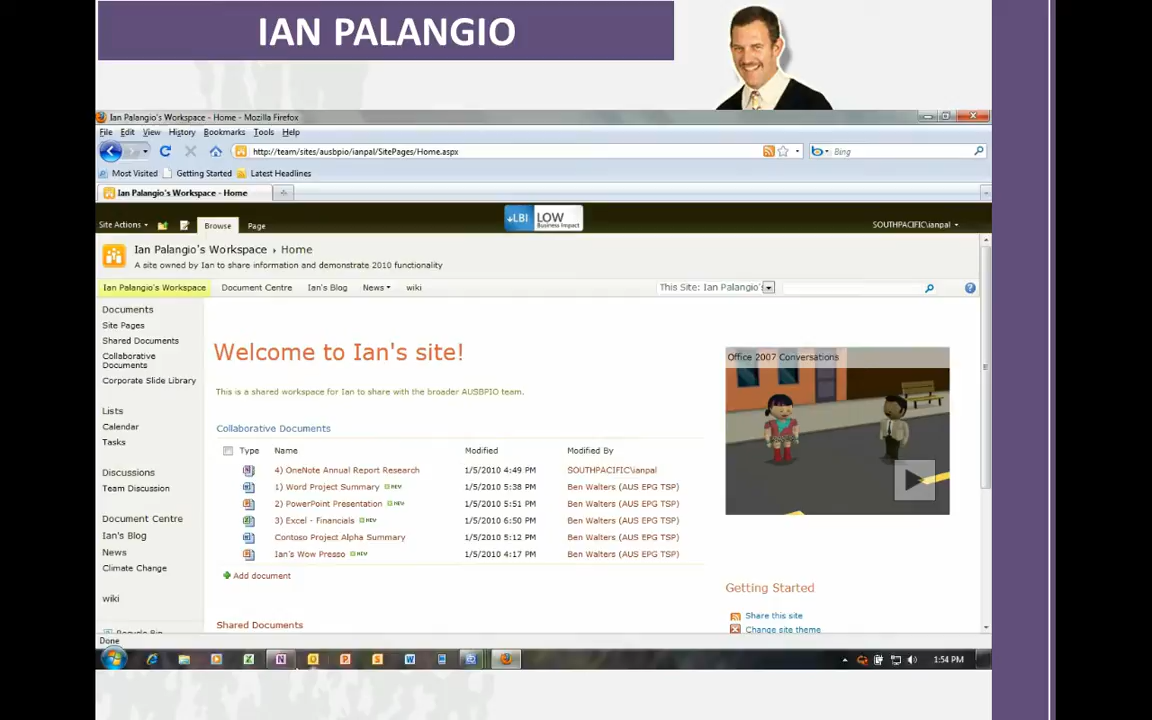 IAN PALANGIO
Ian Palangio's Workspace - Home - Mozilla Firefox
File Edit View History Bookmarks Tools Help
http://team/sites/ausbpio/ianpal/SitePages/Home.aspx
Bing
Most Visited Getting Started Latest Headlines
Ian Palangio's Workspace - Home
Site Actions Browse Page
LBI LOW
Business Impact
SOUTHPACIFIC\ianpal
Ian Palangio's Workspace › Home
A site owned by Ian to share information and demonstrate 2010 functionality
Ian Palangio's Workspace Document Centre Ian's Blog News wiki
This Site: Ian Palangio's
Documents
Site Pages
Shared Documents
Collaborative
Documents
Corporate Slide Library
Lists
Calendar
Tasks
Discussions
Team Discussion
Document Centre
Ian's Blog
News
Climate Change
wiki
Recycle Bin
Welcome to Ian's site!
This is a shared workspace for Ian to share with the broader AUSBPIO team.
Collaborative Documents
Type Name Modified Modified By
4) OneNote Annual Report Research 1/5/2010 4:49 PM SOUTHPACIFIC\ianpal
1) Word Project Summary NEW 1/5/2010 5:38 PM Ben Walters (AUS EPG TSP)
2) PowerPoint Presentation NEW 1/5/2010 5:51 PM Ben Walters (AUS EPG TSP)
3) Excel - Financials NEW 1/5/2010 6:50 PM Ben Walters (AUS EPG TSP)
Contoso Project Alpha Summary 1/5/2010 5:12 PM Ben Walters (AUS EPG TSP)
Ian's Wow Presso NEW 1/5/2010 4:17 PM Ben Walters (AUS EPG TSP)
Add document
Shared Documents
Office 2007 Conversations
Getting Started
Share this site
Change site theme
Done
1:54 PM